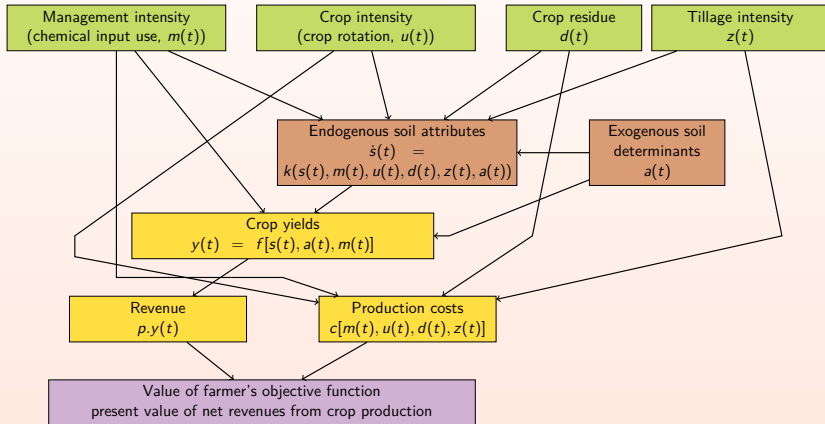 Management intensity
(chemical input use, m(t))
Crop intensity
(crop rotation, u(t))
Crop residue
d(t)
Tillage intensity
z(t)
Endogenous soil attributes
ṡ(t) =
k(s(t), m(t), u(t), d(t), z(t), a(t))
Exogenous soil
determinants
a(t)
Crop yields
y(t) = f[s(t), a(t), m(t)]
Revenue
p.y(t)
Production costs
c[m(t), u(t), d(t), z(t)]
Value of farmer's objective function
present value of net revenues from crop production